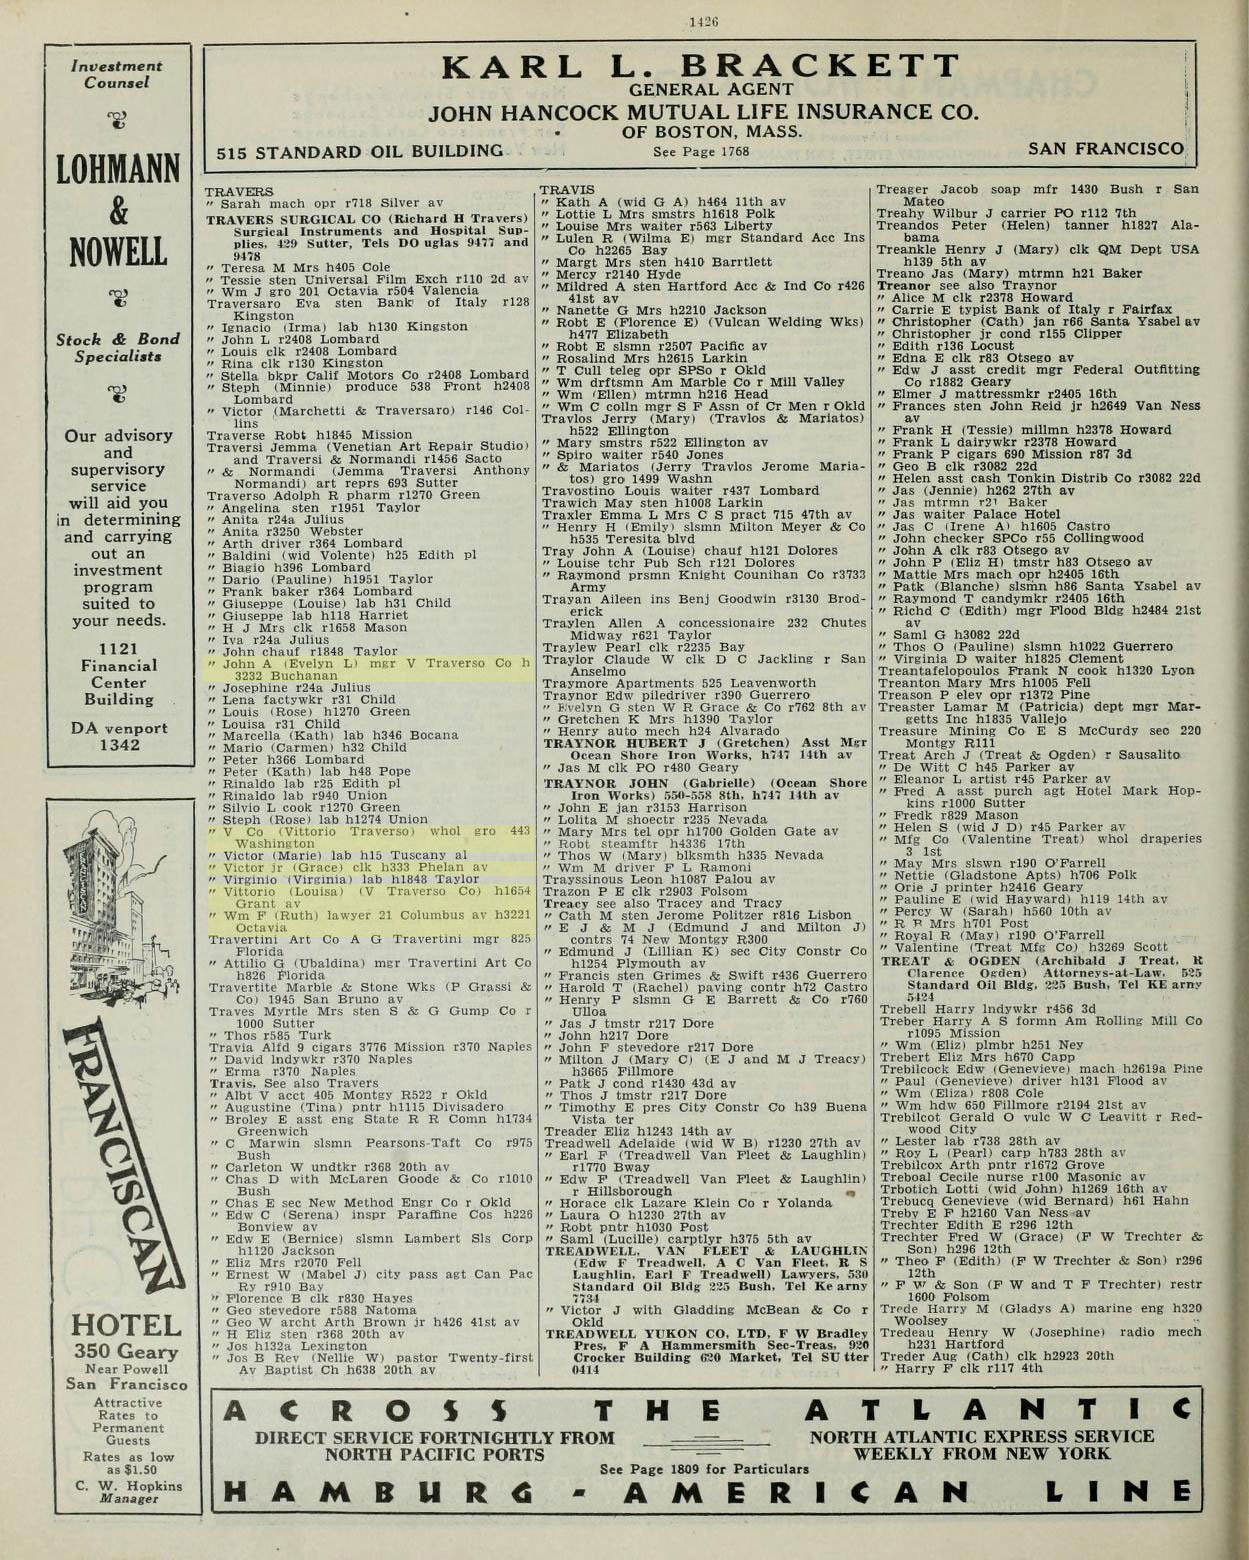 1426
Investment
Counsel
LOHMANN
&
NOWELL
Stock & Bond
Specialists
Our advisory
and
supervisory
service
will aid you
in determining
and carrying
out an
investment
program
suited to
your needs.
1121
Financial
Center
Building
DA venport
1342
FRANCISCAN
HOTEL
350 Geary
Near Powell
San Francisco
Attractive
Rates to
Permanent
Guests
Rates as low
as $1.50
C. W. Hopkins
Manager
KARL L. BRACKETT
GENERAL AGENT
JOHN HANCOCK MUTUAL LIFE INSURANCE CO.
OF BOSTON, MASS.
515 STANDARD OIL BUILDING
See Page 1768
SAN FRANCISCO
TRAVERS
" Sarah mach opr r718 Silver av
TRAVERS SURGICAL CO (Richard H Travers)
Surgical Instruments and Hospital Sup-
plies, 429 Sutter, Tels DO uglas 9477 and
9478
" Teresa M Mrs h405 Cole
" Tessie sten Universal Film Exch r110 2d av
" Wm J gro 201 Octavia r504 Valencia
Traversaro Eva sten Bank of Italy r128
Kingston
" Ignacio (Irma) lab h130 Kingston
" John L r2408 Lombard
" Louis clk r2408 Lombard
" Rina clk r130 Kingston
" Stella bkpr Calif Motors Co r2408 Lombard
" Steph (Minnie) produce 538 Front h2408
Lombard
" Victor (Marchetti & Traversaro) r146 Col-
lins
Traverse Robt h1845 Mission
Traversi Jemma (Venetian Art Repair Studio)
and Traversi & Normandi r1456 Sacto
" & Normandi (Jemma Traversi Anthony
Normandi) art reprs 693 Sutter
Traverso Adolph R pharm r1270 Green
" Angelina sten r1951 Taylor
" Anita r24a Julius
" Anita r3250 Webster
" Arth driver r364 Lombard
" Baldini (wid Volente) h25 Edith pl
" Biagio h396 Lombard
" Dario (Pauline) h1951 Taylor
" Frank baker r364 Lombard
" Giuseppe (Louise) lab h31 Child
" Giuseppe lab h118 Harriet
" H J Mrs clk r1658 Mason
" Iva r24a Julius
" John chauf r1848 Taylor
" John A (Evelyn L) mgr V Traverso Co h
3232 Buchanan
" Josephine r24a Julius
" Lena factywkr r31 Child
" Louis (Rose) h1270 Green
" Louisa r31 Child
" Marcella (Kath) lab h346 Bocana
" Mario (Carmen) h32 Child
" Peter h366 Lombard
" Peter (Kath) lab h48 Pope
" Rinaldo lab r25 Edith pl
" Rinaldo lab r940 Union
" Silvio L cook r1270 Green
" Steph (Rose) lab h1274 Union
" V Co (Vittorio Traverso) whol gro 443
Washington
" Victor (Marie) lab h15 Tuscany al
" Victor jr (Grace) clk h333 Phelan av
" Virginio (Virginia) lab h1848 Taylor
" Vittorio (Louisa) (V Traverso Co) h1654
Grant av
" Wm F (Ruth) lawyer 21 Columbus av h3221
Octavia
Travertini Art Co A G Travertini mgr 825
Florida
" Attilio G (Ubaldina) mgr Travertini Art Co
h826 Florida
Travertite Marble & Stone Wks (P Grassi &
Co) 1945 San Bruno av
Traves Myrtle Mrs sten S & G Gump Co r
1000 Sutter
" Thos r585 Turk
Travia Alfd 9 cigars 3776 Mission r370 Naples
" David lndywkr r370 Naples
" Erma r370 Naples
Travis, See also Travers
" Albt V acct 405 Montgy R522 r Okld
" Augustine (Tina) pntr h1115 Divisadero
" Broley E asst eng State R R Comn h1734
Greenwich
" C Marwin slsmn Pearsons-Taft Co r975
Bush
" Carleton W undtkr r368 20th av
" Chas D with McLaren Goode & Co r1010
Bush
" Chas E sec New Method Engr Co r Okld
" Edw C (Serena) inspr Paraffine Cos h226
Bonview av
" Edw E (Bernice) slsmn Lambert Sls Corp
h1120 Jackson
" Eliz Mrs r2070 Fell
" Ernest W (Mabel J) city pass agt Can Pac
Ry r910 Bay
" Florence B clk r830 Hayes
" Geo stevedore r588 Natoma
" Geo W archt Arth Brown jr h426 41st av
" H Eliz sten r368 20th av
" Jos h132a Lexington
" Jos B Rev (Nellie W) pastor Twenty-first
Av Baptist Ch h638 20th av
TRAVIS
" Kath A (wid G A) h464 11th av
" Lottie L Mrs smstrs h1618 Polk
" Louise Mrs waiter r563 Liberty
" Lulen R (Wilma E) mgr Standard Acc Ins
Co h2265 Bay
" Margt Mrs sten h410 Barrtlett
" Mercy r2140 Hyde
" Mildred A sten Hartford Acc & Ind Co r426
41st av
" Nanette G Mrs h2210 Jackson
" Robt E (Florence E) (Vulcan Welding Wks)
h477 Elizabeth
" Robt E slsmn r2507 Pacific av
" Rosalind Mrs h2615 Larkin
" T Cull teleg opr SPSo r Okld
" Wm drftsmn Am Marble Co r Mill Valley
" Wm (Ellen) mtrmn h216 Head
" Wm C colln mgr S F Assn of Cr Men r Okld
Travlos Jerry (Mary) (Travlos & Mariatos)
h522 Ellington
" Mary smstrs r522 Ellington av
" Spiro waiter r540 Jones
" & Mariatos (Jerry Travlos Jerome Maria-
tos) gro 1499 Washn
Travostino Louis waiter r437 Lombard
Trawich May sten h1008 Larkin
Traxler Emma L Mrs C S pract 715 47th av
" Henry H (Emily) slsmn Milton Meyer & Co
h535 Teresita blvd
Tray John A (Louise) chauf h121 Dolores
" Louise tchr Pub Sch r121 Dolores
" Raymond prsmn Knight Counihan Co r3733
Army
Trayan Aileen ins Benj Goodwin r3130 Brod-
erick
Traylen Allen A concessionaire 232 Chutes
Midway r621 Taylor
Traylew Pearl clk r2235 Bay
Traylor Claude W clk D C Jackling r San
Anselmo
Traymore Apartments 525 Leavenworth
Traynor Edw piledriver r390 Guerrero
" Evelyn G sten W R Grace & Co r762 8th av
" Gretchen K Mrs h1390 Taylor
" Henry auto mech h24 Alvarado
TRAYNOR HUBERT J (Gretchen) Asst Mgr
Ocean Shore Iron Works, h747 14th av
" Jas M clk PO r480 Geary
TRAYNOR JOHN (Gabrielle) (Ocean Shore
Iron Works) 550-558 8th, h747 14th av
" John E jan r3153 Harrison
" Lolita M shoectr r235 Nevada
" Mary Mrs tel opr h1700 Golden Gate av
" Robt steamftr h4336 17th
" Thos W (Mary) blksmth h335 Nevada
" Wm M driver F L Ramoni
Trayssinous Leon h1087 Palou av
Trazon P E clk r2903 Folsom
Treacy see also Tracey and Tracy
" Cath M sten Jerome Politzer r816 Lisbon
" E J & M J (Edmund J and Milton J)
contrs 74 New Montgy R300
" Edmund J (Lillian K) sec City Constr Co
h1254 Plymouth av
" Francis sten Grimes & Swift r436 Guerrero
" Harold T (Rachel) paving contr h72 Castro
" Henry P slsmn G E Barrett & Co r760
Ulloa
" Jas J tmstr r217 Dore
" John h217 Dore
" John F stevedore r217 Dore
" Milton J (Mary C) (E J and M J Treacy)
h3665 Fillmore
" Patk J cond r1430 43d av
" Thos J tmstr r217 Dore
" Timothy E pres City Constr Co h39 Buena
Vista ter
Treader Eliz h1243 14th av
Treadwell Adelaide (wid W B) r1230 27th av
" Earl F (Treadwell Van Fleet & Laughlin)
r1770 Bway
" Edw F (Treadwell Van Fleet & Laughlin)
r Hillsborough
" Horace clk Lazare Klein Co r Yolanda
" Laura O h1230 27th av
" Robt pntr h1030 Post
" Saml (Lucille) carptlyr h375 5th av
TREADWELL, VAN FLEET & LAUGHLIN
(Edw F Treadwell, A C Van Fleet, R S
Laughlin, Earl F Treadwell) Lawyers, 530
Standard Oil Bldg 225 Bush, Tel Ke arny
7734
" Victor J with Gladding McBean & Co r
Okld
TREADWELL YUKON CO, LTD, F W Bradley
Pres, F A Hammersmith Sec-Treas, 920
Crocker Building 620 Market, Tel SU tter
0414
Treager Jacob soap mfr 1430 Bush r San
Mateo
Treahy Wilbur J carrier PO r112 7th
Treandos Peter (Helen) tanner h1827 Ala-
bama
Treankle Henry J (Mary) clk QM Dept USA
h139 5th av
Treano Jas (Mary) mtrmn h21 Baker
Treanor see also Traynor
" Alice M clk r2378 Howard
" Carrie E typist Bank of Italy r Fairfax
" Christopher (Cath) jan r66 Santa Ysabel av
" Christopher jr cond r155 Clipper
" Edith r136 Locust
" Edna E clk r83 Otsego av
" Edw J asst credit mgr Federal Outfitting
Co r1882 Geary
" Elmer J mattressmkr r2405 16th
" Frances sten John Reid jr h2649 Van Ness
av
" Frank H (Tessie) millmn h2378 Howard
" Frank L dairywkr r2378 Howard
" Frank P cigars 690 Mission r87 3d
" Geo B clk r3082 22d
" Helen asst cash Tonkin Distrib Co r3082 22d
" Jas (Jennie) h262 27th av
" Jas mtrmn r21 Baker
" Jas waiter Palace Hotel
" Jas C (Irene A) h1605 Castro
" John checker SPCo r55 Collingwood
" John A clk r83 Otsego av
" John P (Eliz H) tmstr h83 Otsego av
" Mattie Mrs mach opr h2405 16th
" Patk (Blanche) slsmn h86 Santa Ysabel av
" Raymond T candymkr r2405 16th
" Richd C (Edith) mgr Flood Bldg h2484 21st
av
" Saml G h3082 22d
" Thos O (Pauline) slsmn h1022 Guerrero
" Virginia D waiter h1825 Clement
Treantafelopoulos Frank N cook h1320 Lyon
Treanton Mary Mrs h1005 Fell
Treason P elev opr r1372 Pine
Treaster Lamar M (Patricia) dept mgr Mar-
getts Inc h1835 Vallejo
Treasure Mining Co E S McCurdy sec 220
Montgy R111
Treat Arch J (Treat & Ogden) r Sausalito
" De Witt C h45 Parker av
" Eleanor L artist r45 Parker av
" Fred A asst purch agt Hotel Mark Hop-
kins r1000 Sutter
" Fredk r829 Mason
" Helen S (wid J D) r45 Parker av
" Mfg Co (Valentine Treat) whol draperies
3 1st
" May Mrs slswn r190 O'Farrell
" Nettie (Gladstone Apts) h706 Polk
" Orie J printer h2416 Geary
" Pauline E (wid Hayward) h119 14th av
" Percy W (Sarah) h560 10th av
" R R Mrs h701 Post
" Royal R (May) r190 O'Farrell
" Valentine (Treat Mfg Co) h3269 Scott
TREAT & OGDEN (Archibald J Treat, R
Clarence Ogden) Attorneys-at-Law, 525
Standard Oil Bldg, 225 Bush, Tel KE arny
5424
Trebell Harry lndywkr r456 3d
Treber Harry A S formn Am Rolling Mill Co
r1095 Mission
" Wm (Eliz) plmbr h251 Ney
Trebert Eliz Mrs h670 Capp
Trebilcock Edw (Genevieve) mach h2619a Pine
" Paul (Genevieve) driver h131 Flood av
" Wm (Eliza) r808 Cole
" Wm hdw 650 Fillmore r2194 21st av
Trebilcot Gerald O vulc W C Leavitt r Red-
wood City
" Lester lab r738 28th av
" Roy L (Pearl) carp h783 28th av
Trebilcox Arth pntr r1672 Grove
Treboal Cecile nurse r100 Masonic av
Trbotich Lotti (wid John) h1269 16th av
Trebucq Genevieve (wid Bernard) h61 Hahn
Treby E F h2160 Van Ness av
Trechter Edith E r296 12th
Trechter Fred W (Grace) (F W Trechter &
Son) h296 12th
" Theo F (Edith) (F W Trechter & Son) r296
12th
" F W & Son (F W and T F Trechter) restr
1600 Folsom
Trede Harry M (Gladys A) marine eng h320
Woolsey
Tredeau Henry W (Josephine) radio mech
h231 Hartford
Treder Aug (Cath) clk h2923 20th
" Harry F clk r117 4th
ACROSS THE ATLANTIC
DIRECT SERVICE FORTNIGHTLY FROM
NORTH PACIFIC PORTS
NORTH ATLANTIC EXPRESS SERVICE
WEEKLY FROM NEW YORK
See Page 1809 for Particulars
HAMBURG-AMERICAN LINE